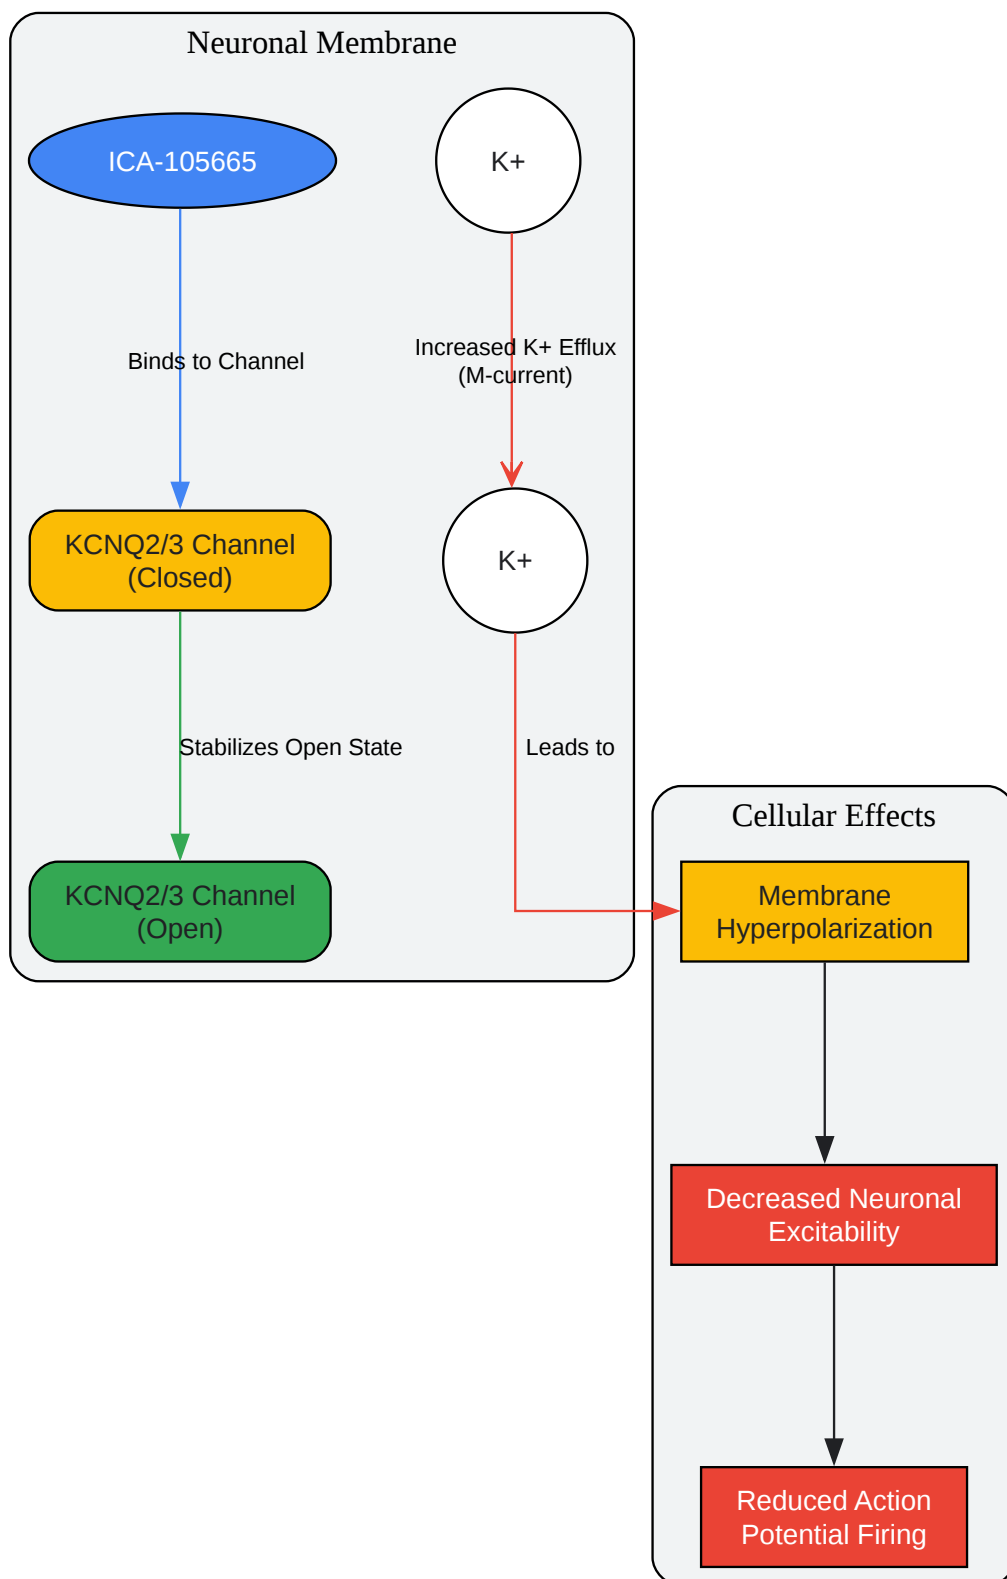 Neuronal Membrane
ICA-105665
K+
Binds to Channel
Increased K+ Efflux
(M-current)
KCNQ2/3 Channel
(Closed)
K+
Stabilizes Open State
Leads to
KCNQ2/3 Channel
(Open)
Cellular Effects
Membrane
Hyperpolarization
Decreased Neuronal
Excitability
Reduced Action
Potential Firing